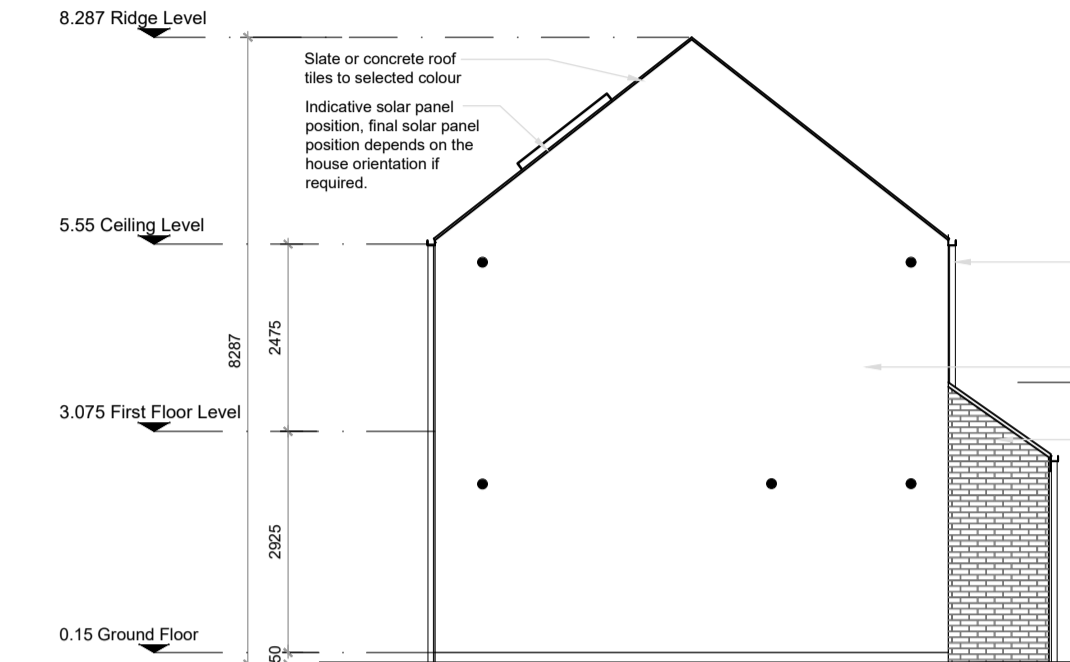 8.287 Ridge Level
Slate or concrete roof
tiles to selected colour
Indicative solar panel
position, final solar panel
position depends on the
house orientation if
required.
5.55 Ceiling Level
2475
8287
3.075 First Floor Level
2925
0.15 Ground Floor
50